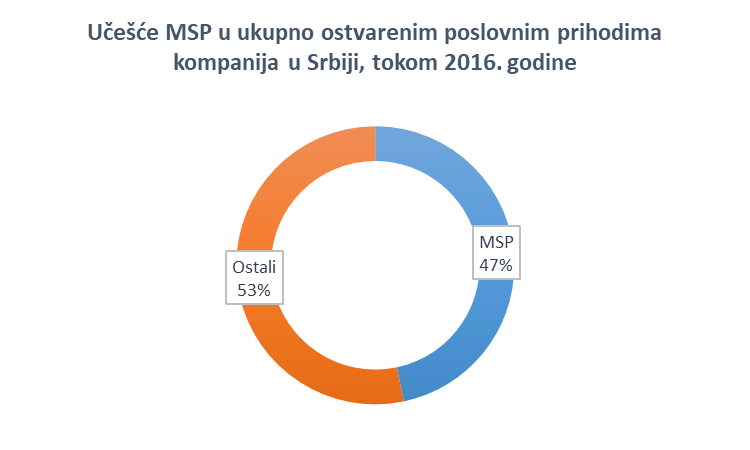 Učešće MSP u ukupno ostvarenim poslovnim prihodima
kompanija u Srbiji, tokom 2016. godine
MSP
47%
Ostali
53%